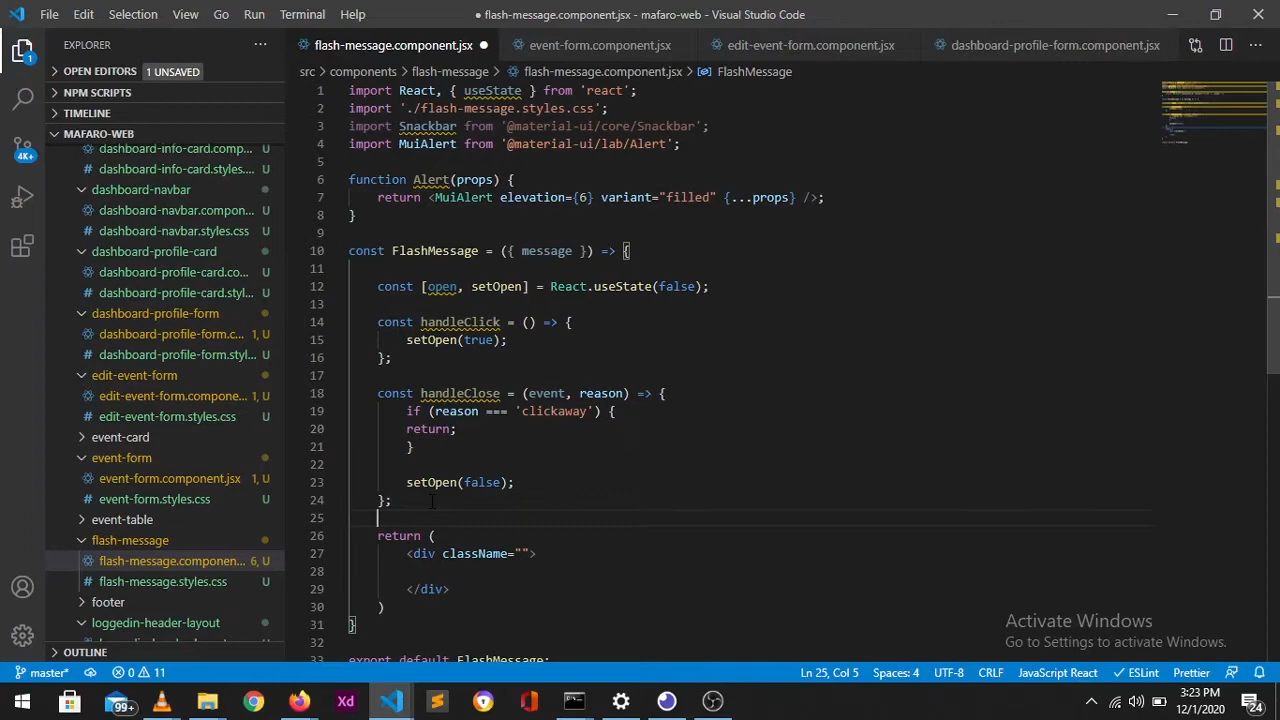 File Edit Selection View Go Run Terminal Help
● flash-message.component.jsx - mafaro-web - Visual Studio Code
EXPLORER
OPEN EDITORS 1 UNSAVED
NPM SCRIPTS
TIMELINE
MAFARO-WEB
dashboard-info-card.comp...
dashboard-info-card.styles... U
dashboard-navbar
dashboard-navbar.compon... U
dashboard-navbar.styles.css U
dashboard-profile-card
dashboard-profile-card.co... U
dashboard-profile-card.styl... U
dashboard-profile-form
dashboard-profile-form.c... 1, U
dashboard-profile-form.styl... U
edit-event-form
edit-event-form.compone... 1, U
edit-event-form.styles.css U
event-card
event-form
event-form.component.jsx 1, U
event-form.styles.css U
event-table
flash-message
flash-message.componen... 6, U
flash-message.styles.css U
footer
loggedin-header-layout
OUTLINE
1
4K+
flash-message.component.jsx ● event-form.component.jsx edit-event-form.component.jsx dashboard-profile-form.component.jsx
src > components > flash-message > flash-message.component.jsx > FlashMessage
1 import React, { useState } from 'react';
2 import './flash-message.styles.css';
3 import Snackbar from '@material-ui/core/Snackbar';
4 import MuiAlert from '@material-ui/lab/Alert';
5
6 function Alert(props) {
7 return <MuiAlert elevation={6} variant="filled" {...props} />;
8 }
9
10 const FlashMessage = ({ message }) => {
11
12 const [open, setOpen] = React.useState(false);
13
14 const handleClick = () => {
15 setOpen(true);
16 };
17
18 const handleClose = (event, reason) => {
19 if (reason === 'clickaway') {
20 return;
21 }
22
23 setOpen(false);
24 };
25
26 return (
27 <div className="">
28
29 </div>
30 )
31 }
32
33 export default FlashMessage;
Activate Windows
Go to Settings to activate Windows.
master* 0 11 Ln 25, Col 5 Spaces: 4 UTF-8 CRLF JavaScript React ESLint Prettier
99+ Xd
3:23 PM
12/1/2020
24